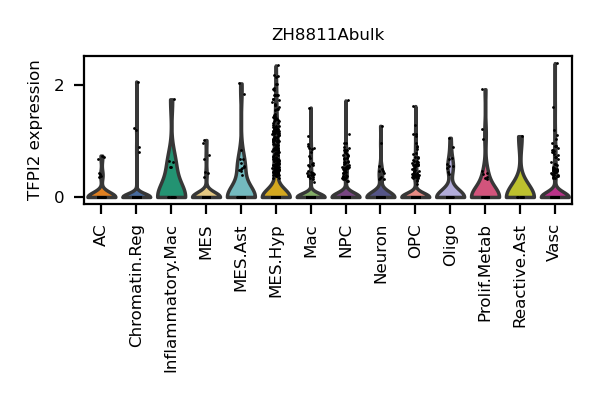 ZH8811Abulk
TFPI2 expression
2
0
AC
Chromatin.Reg
Inflammatory.Mac
MES
MES.Ast
MES.Hyp
Mac
NPC
Neuron
OPC
Oligo
Prolif.Metab
Reactive.Ast
Vasc